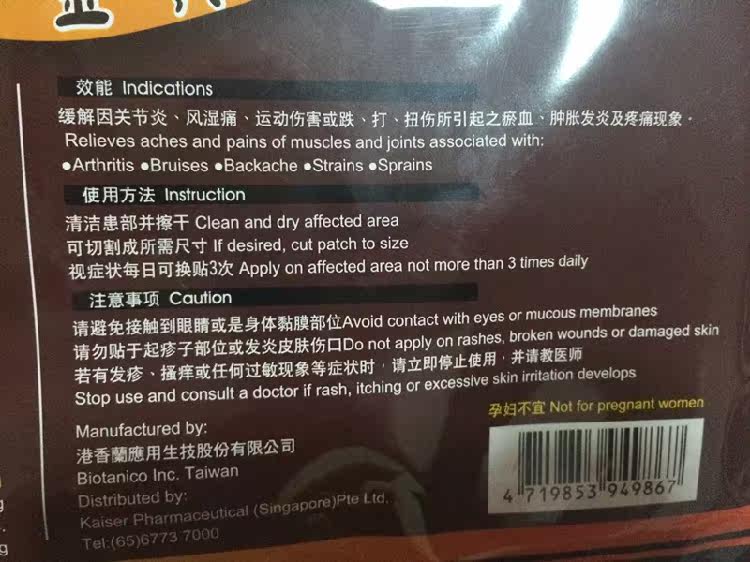 效能 Indications
缓解因关节炎、风湿痛、运动伤害或跌、打、扭伤所引起之瘀血、肿胀发炎及疼痛现象。
Relieves aches and pains of muscles and joints associated with:
●Arthritis ●Bruises ●Backache ●Strains ●Sprains
使用方法 Instruction
清洁患部并擦干 Clean and dry affected area
可切割成所需尺寸 If desired, cut patch to size
视症状每日可换贴3次 Apply on affected area not more than 3 times daily
注意事项 Caution
请避免接触到眼睛或是身体黏膜部位Avoid contact with eyes or mucous membranes
请勿贴于起疹子部位或发炎皮肤伤口Do not apply on rashes, broken wounds or damaged skin
若有发疹、搔痒或任何过敏现象等症状时，请立即停止使用，并请教医师
Stop use and consult a doctor if rash, itching or excessive skin irritation develops
孕妇不宜 Not for pregnant women
Manufactured by:
港香蘭應用生技股份有限公司
Biotanico Inc. Taiwan
Distributed by:
Kaiser Pharmaceutical (Singapore)Pte Ltd.
Tel:(65)6773 7000
4 719853 949867